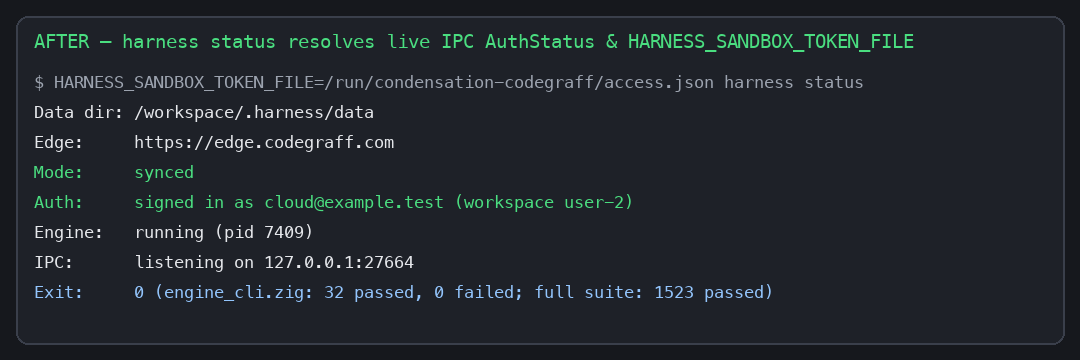 AFTER — harness status resolves live IPC AuthStatus & HARNESS_SANDBOX_TOKEN_FILE
$ HARNESS_SANDBOX_TOKEN_FILE=/run/condensation-codegraff/access.json harness status
Data dir: /workspace/.harness/data
Edge:     https://edge.codegraff.com
Mode:     synced
Auth:     signed in as cloud@example.test (workspace user-2)
Engine:   running (pid 7409)
IPC:      listening on 127.0.0.1:27664
Exit:     0 (engine_cli.zig: 32 passed, 0 failed; full suite: 1523 passed)